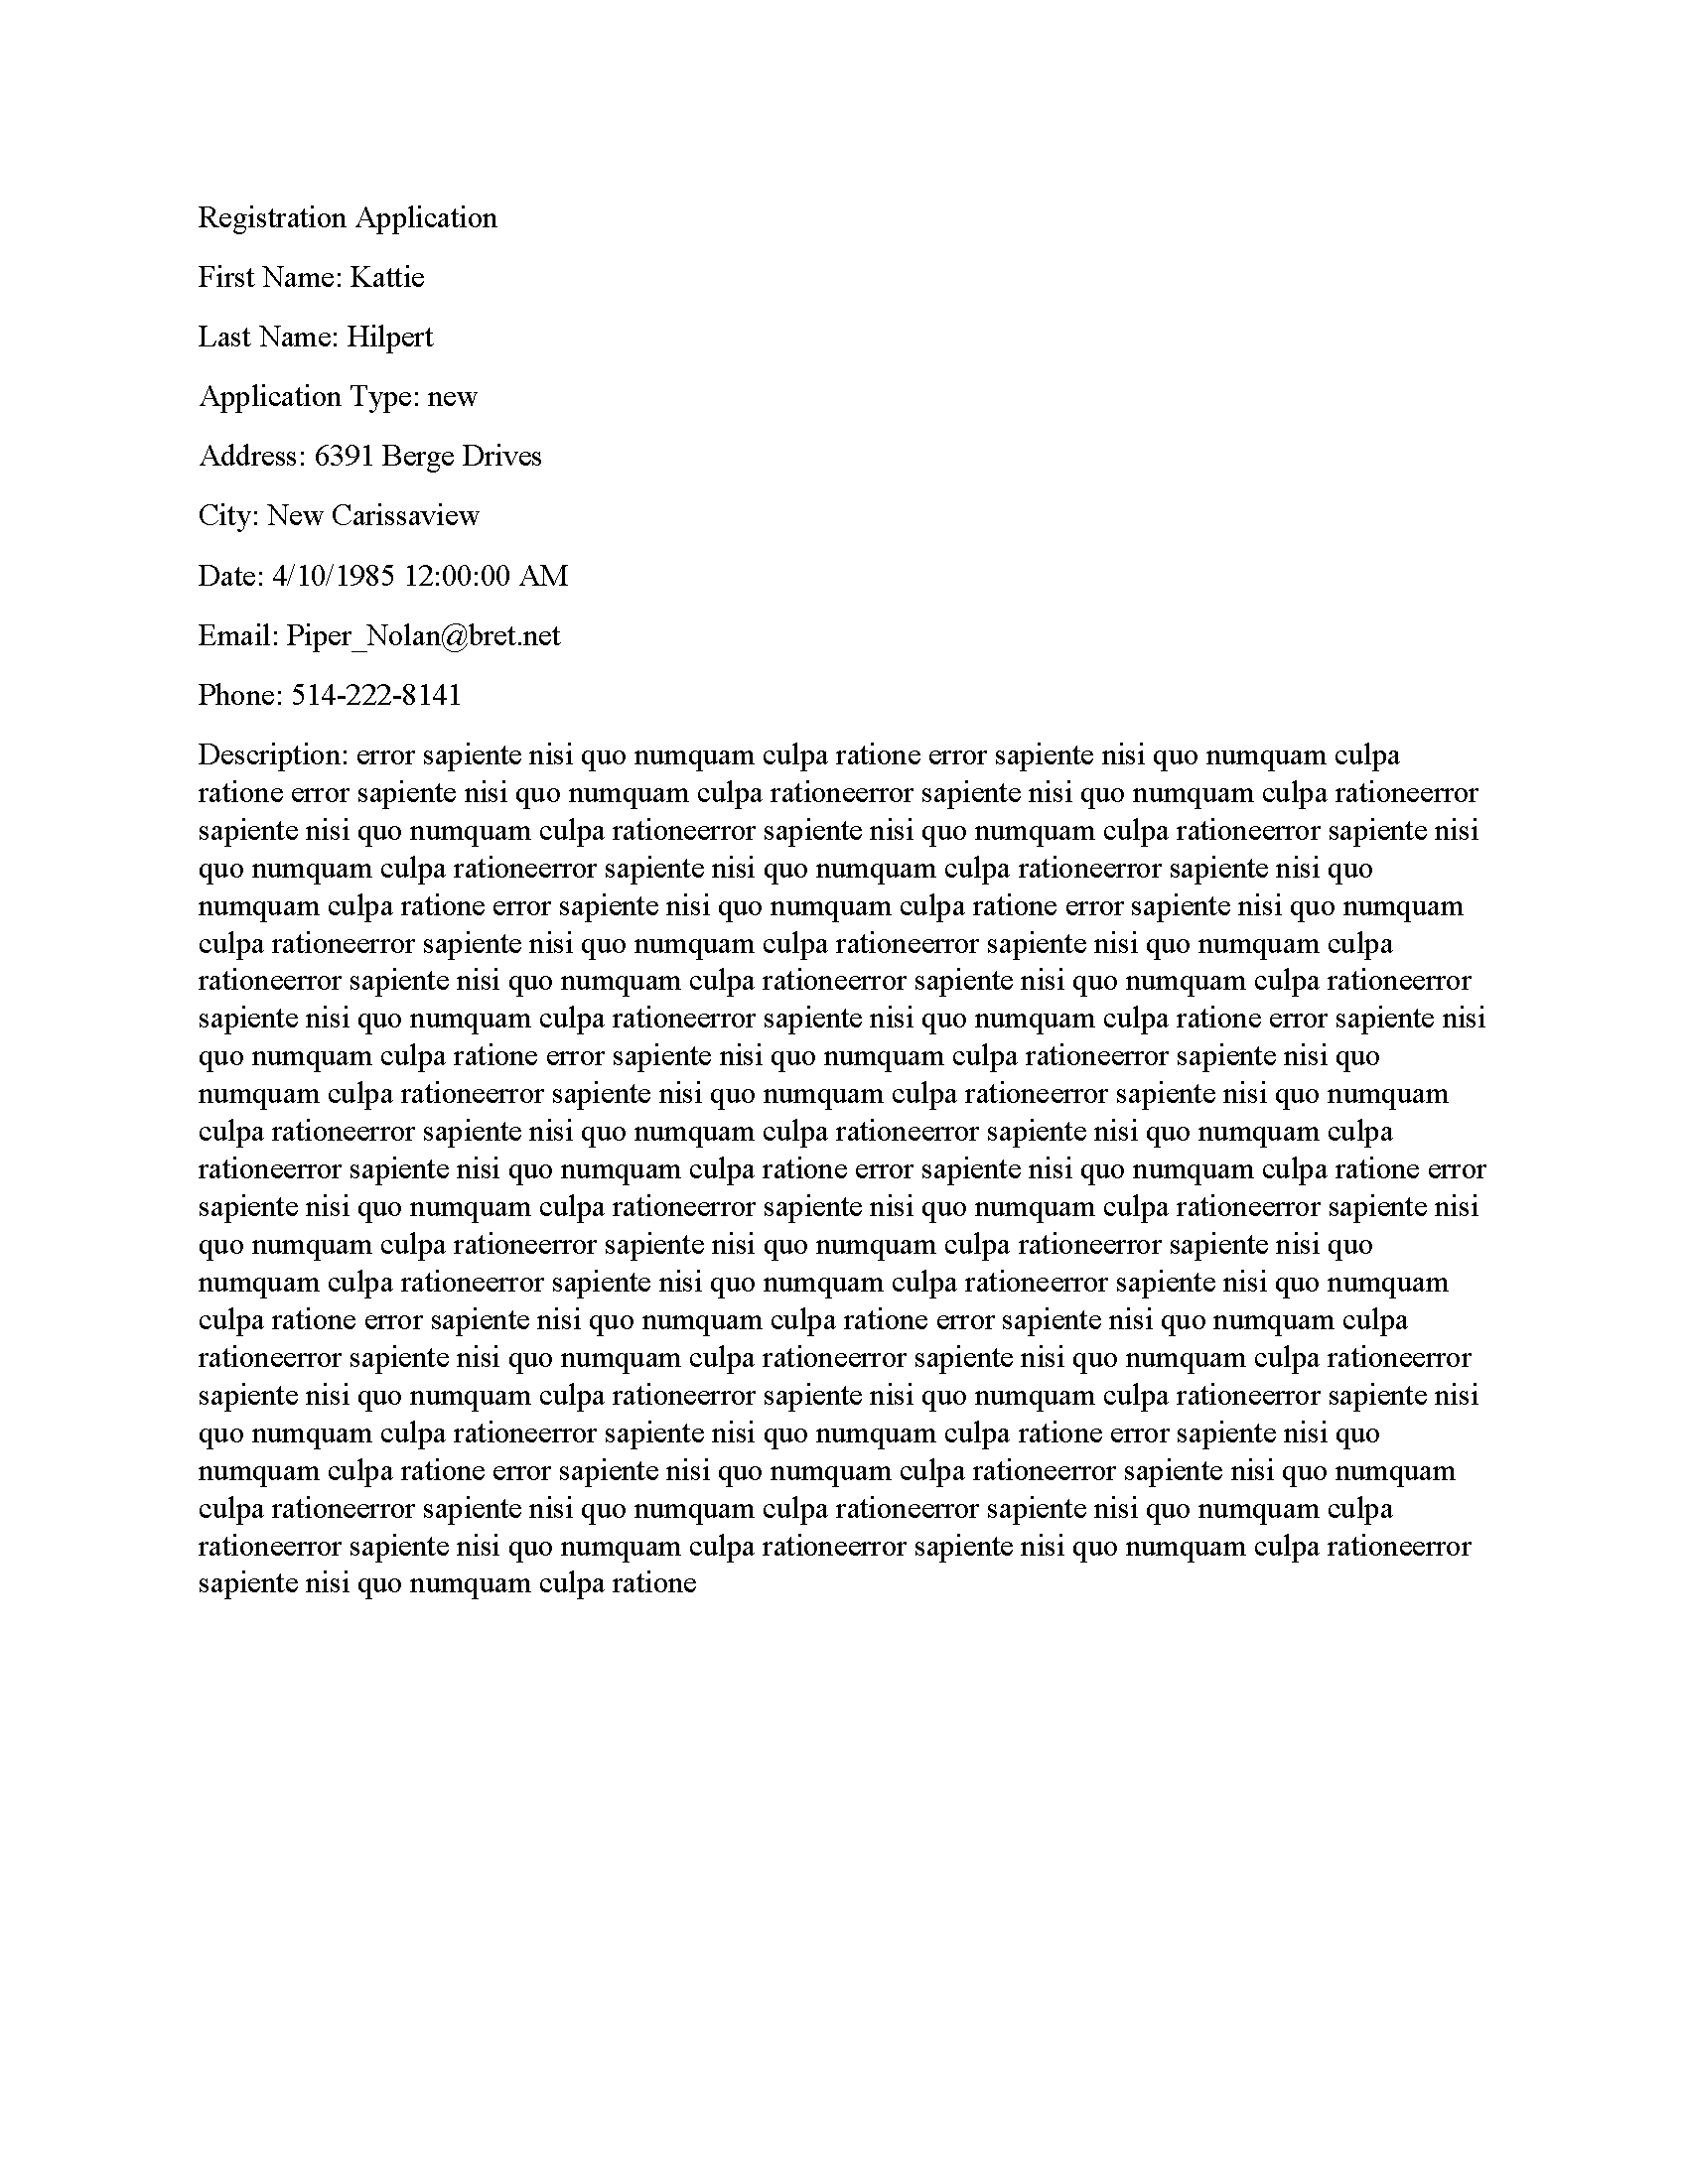 Registration Application
First Name: Kattie
Last Name: Hilpert
Application Type: new
Address: 6391 Berge Drives
City: New Carissaview
Date: 4/10/1985 12:00:00 AM
Email: Piper_Nolan@bret.net
Phone: 514-222-8141
Description: error sapiente nisi quo numquam culpa ratione error sapiente nisi quo numquam culpa
ratione error sapiente nisi quo numquam culpa rationeerror sapiente nisi quo numquam culpa rationeerror
sapiente nisi quo numquam culpa rationeerror sapiente nisi quo numquam culpa rationeerror sapiente nisi
quo numquam culpa rationeerror sapiente nisi quo numquam culpa rationeerror sapiente nisi quo
numquam culpa ratione error sapiente nisi quo numquam culpa ratione error sapiente nisi quo numquam
culpa rationeerror sapiente nisi quo numquam culpa rationeerror sapiente nisi quo numquam culpa
rationeerror sapiente nisi quo numquam culpa rationeerror sapiente nisi quo numquam culpa rationeerror
sapiente nisi quo numquam culpa rationeerror sapiente nisi quo numquam culpa ratione error sapiente nisi
quo numquam culpa ratione error sapiente nisi quo numquam culpa rationeerror sapiente nisi quo
numquam culpa rationeerror sapiente nisi quo numquam culpa rationeerror sapiente nisi quo numquam
culpa rationeerror sapiente nisi quo numquam culpa rationeerror sapiente nisi quo numquam culpa
rationeerror sapiente nisi quo numquam culpa ratione error sapiente nisi quo numquam culpa ratione error
sapiente nisi quo numquam culpa rationeerror sapiente nisi quo numquam culpa rationeerror sapiente nisi
quo numquam culpa rationeerror sapiente nisi quo numquam culpa rationeerror sapiente nisi quo
numquam culpa rationeerror sapiente nisi quo numquam culpa rationeerror sapiente nisi quo numquam
culpa ratione error sapiente nisi quo numquam culpa ratione error sapiente nisi quo numquam culpa
rationeerror sapiente nisi quo numquam culpa rationeerror sapiente nisi quo numquam culpa rationeerror
sapiente nisi quo numquam culpa rationeerror sapiente nisi quo numquam culpa rationeerror sapiente nisi
quo numquam culpa rationeerror sapiente nisi quo numquam culpa ratione error sapiente nisi quo
numquam culpa ratione error sapiente nisi quo numquam culpa rationeerror sapiente nisi quo numquam
culpa rationeerror sapiente nisi quo numquam culpa rationeerror sapiente nisi quo numquam culpa
rationeerror sapiente nisi quo numquam culpa rationeerror sapiente nisi quo numquam culpa rationeerror
sapiente nisi quo numquam culpa ratione